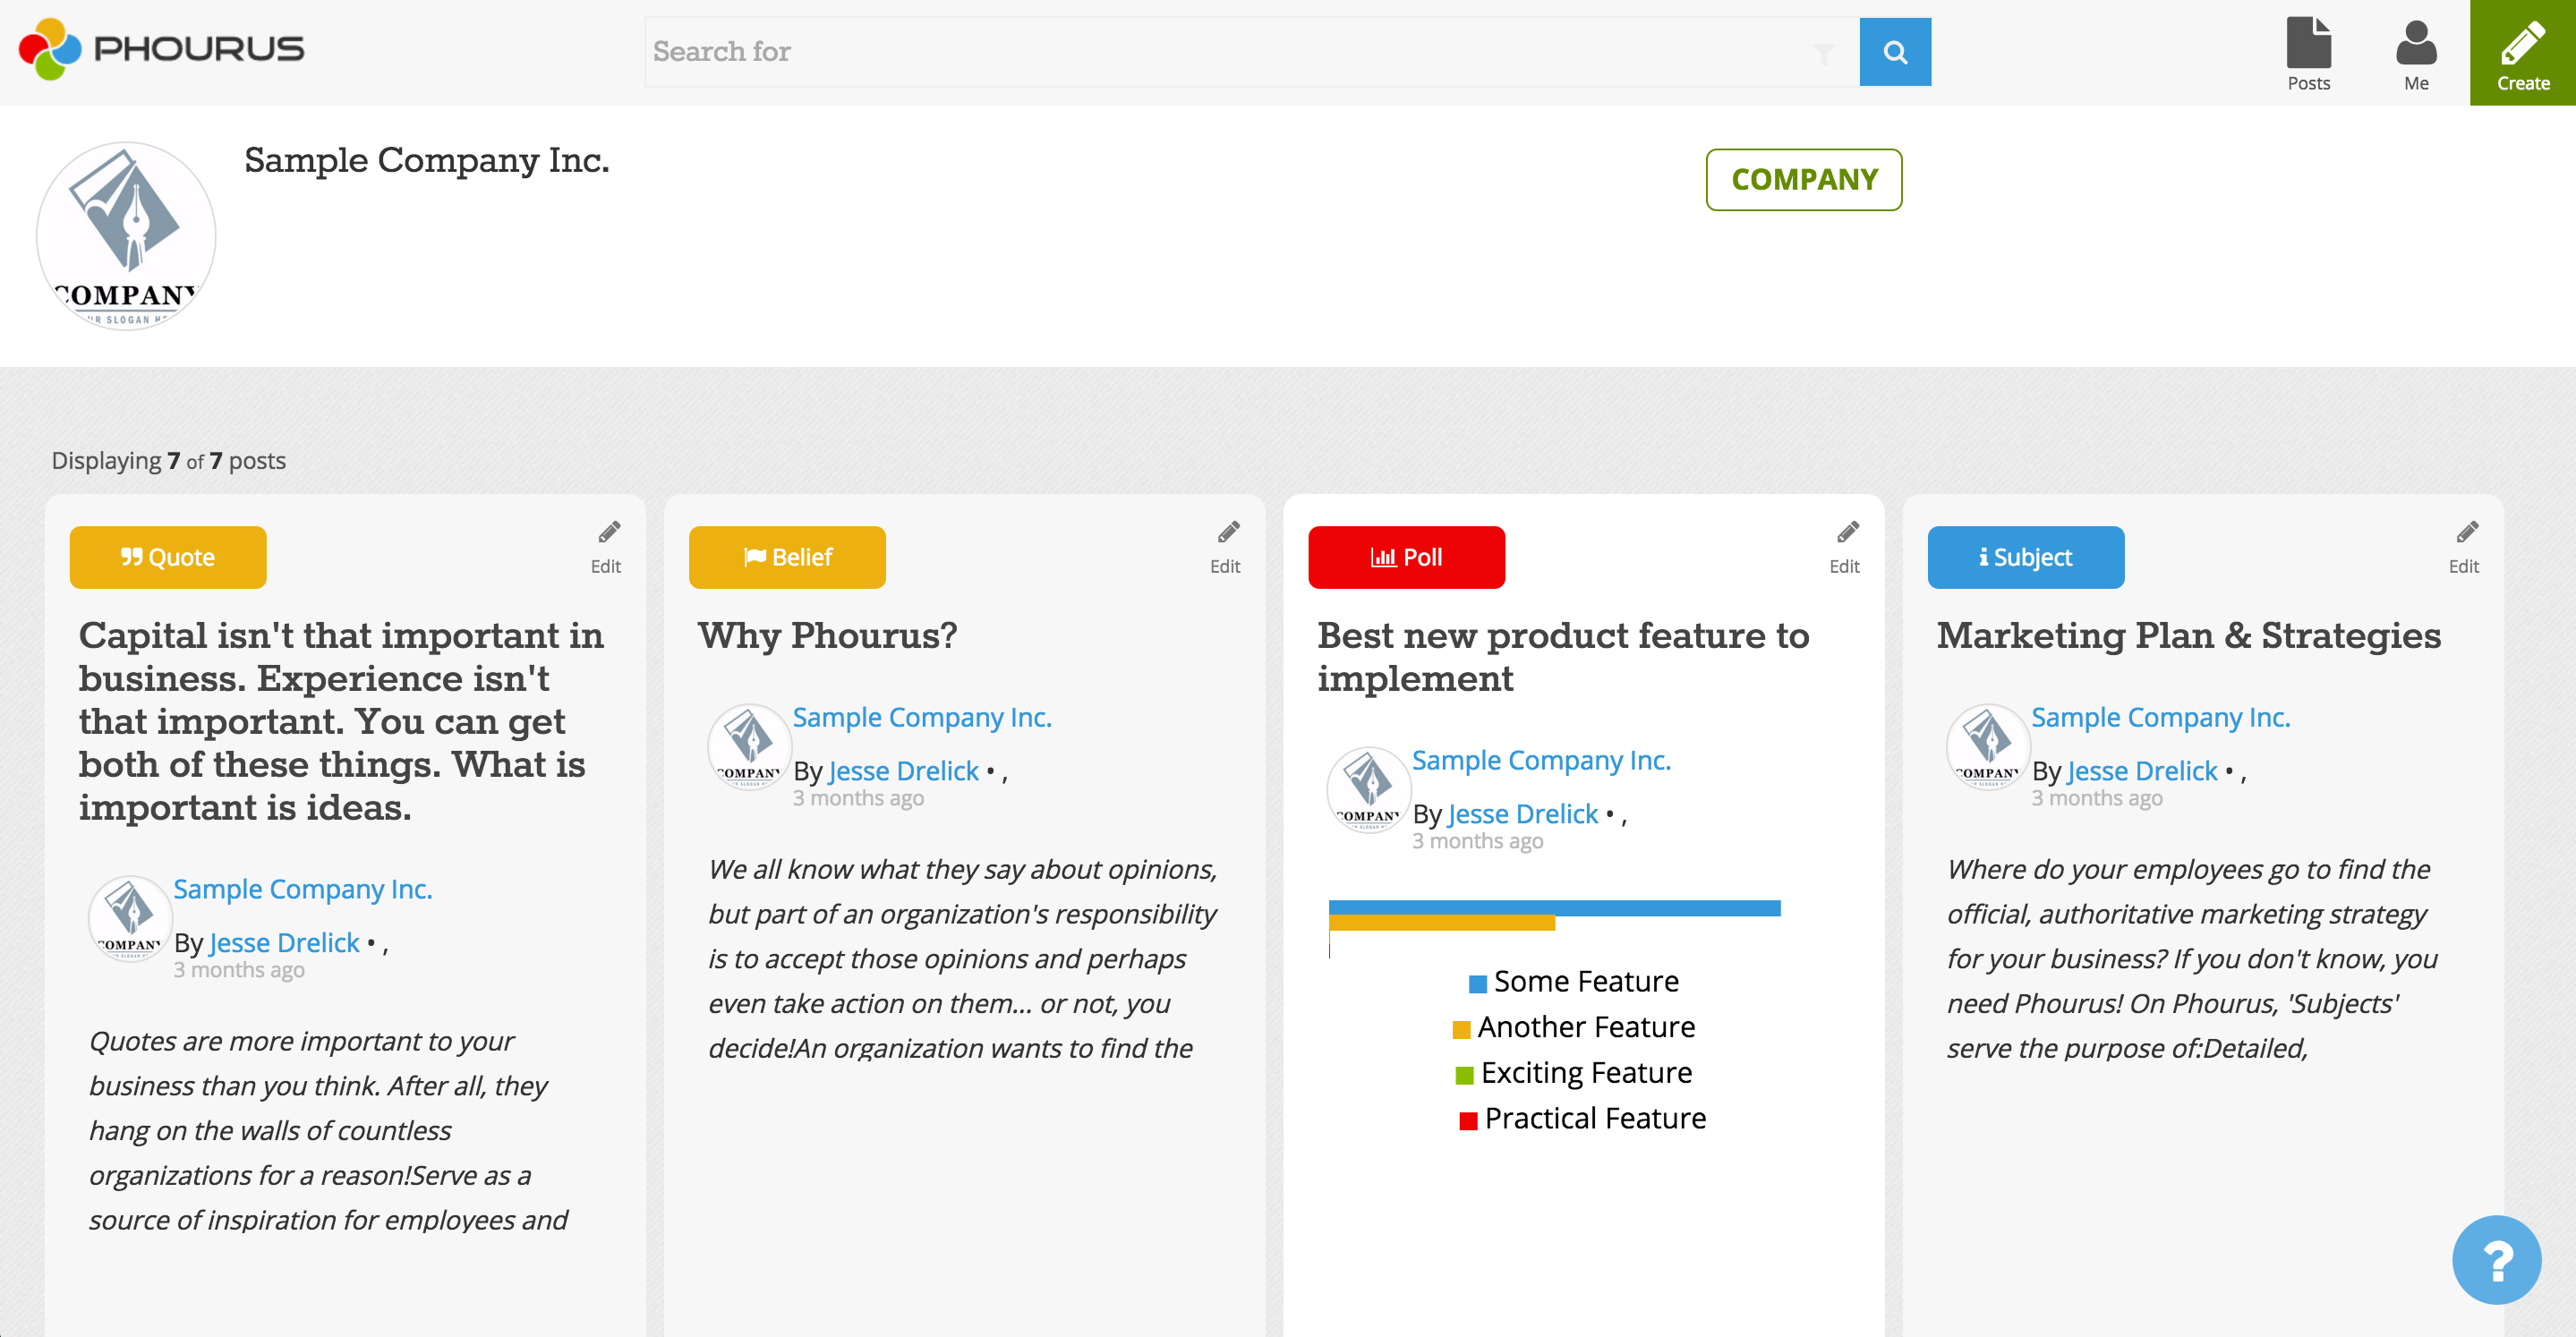 PHOURUS
Search for
Posts
Me
Create
Sample Company Inc.
COMPANY
COMPANY
Displaying 7 of 7 posts
Quote
Edit
Capital isn't that important in
business. Experience isn't
that important. You can get
both of these things. What is
important is ideas.
COMPANY
Sample Company Inc.
By Jesse Drelick • ,
3 months ago
Quotes are more important to your
business than you think. After all, they
hang on the walls of countless
organizations for a reason!Serve as a
source of inspiration for employees and
Belief
Edit
Why Phourus?
COMPANY
Sample Company Inc.
By Jesse Drelick • ,
3 months ago
We all know what they say about opinions,
but part of an organization's responsibility
is to accept those opinions and perhaps
even take action on them... or not, you
decide!An organization wants to find the
Poll
Edit
Best new product feature to
implement
COMPANY
Sample Company Inc.
By Jesse Drelick • ,
3 months ago
Some Feature
Another Feature
Exciting Feature
Practical Feature
Subject
Edit
Marketing Plan & Strategies
COMPANY
Sample Company Inc.
By Jesse Drelick • ,
3 months ago
Where do your employees go to find the
official, authoritative marketing strategy
for your business? If you don't know, you
need Phourus! On Phourus, 'Subjects'
serve the purpose of:Detailed,
?